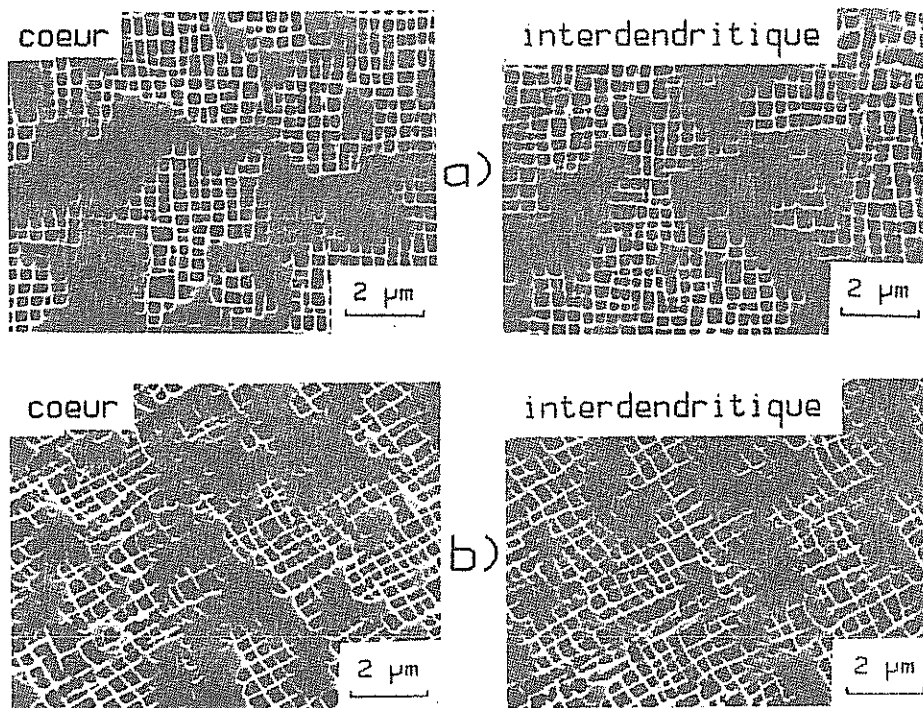 coeur
interdendritique
a)
2 µm
2 µm
coeur
interdendritique
b)
2 µm
2 µm